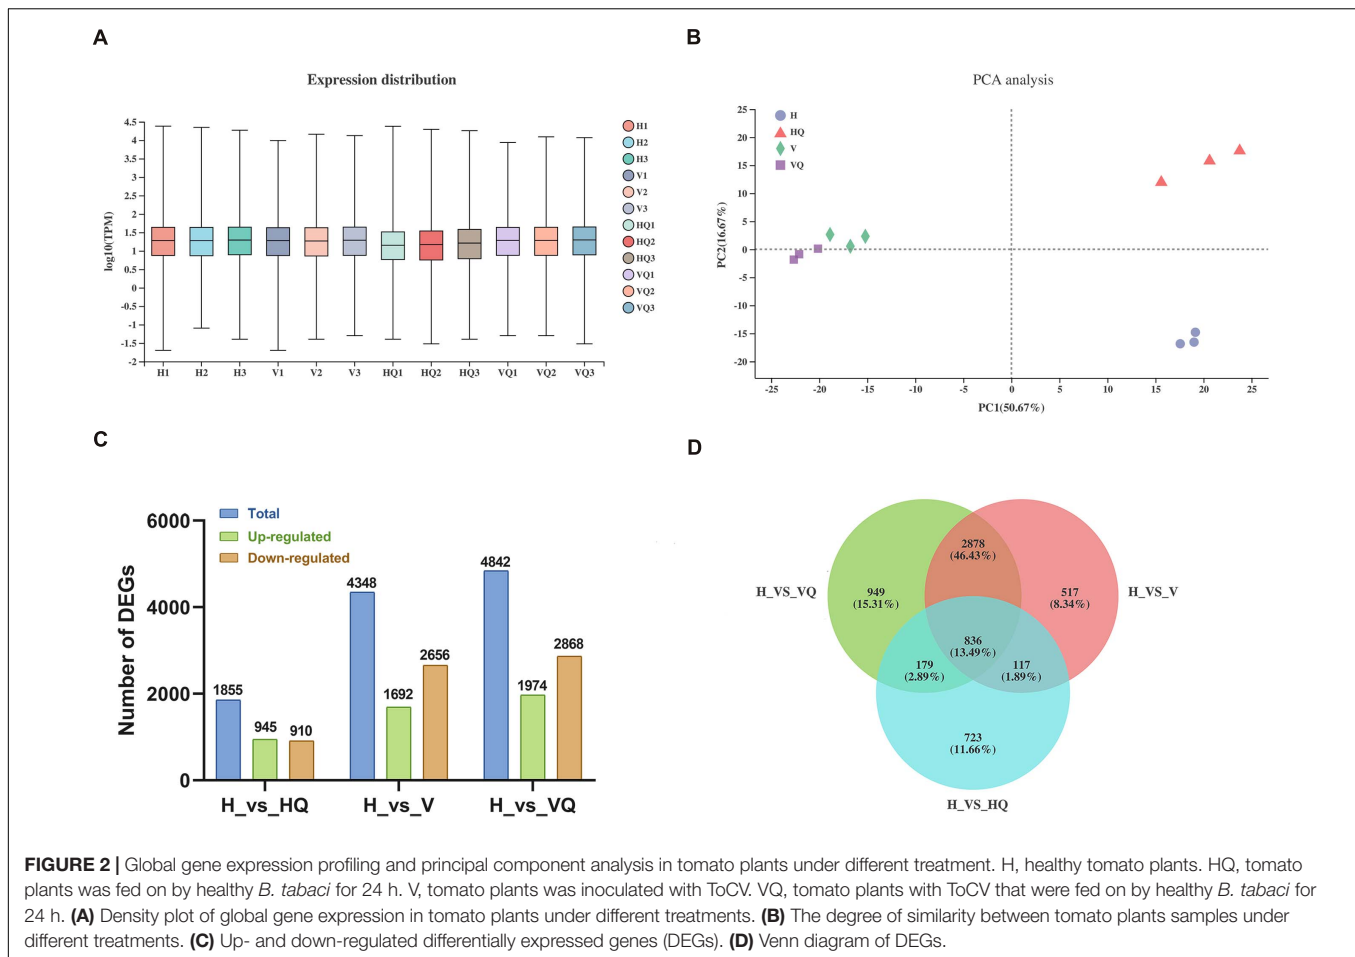 A
Expression distribution
log10(TPM)
4.5
4
3.5
3
2.5
2
1.5
1
0.5
0
-0.5
-1
-1.5
-2
H1 H2 H3 V1 V2 V3 HQ1 HQ2 HQ3 VQ1 VQ2 VQ3
H1
H2
H3
V1
V2
V3
HQ1
HQ2
HQ3
VQ1
VQ2
VQ3
B
PCA analysis
H
HQ
V
VQ
PC2(16.67%)
25
20
15
10
5
0
-5
-10
-15
-20
-25 -20 -15 -10 -5 0 5 10 15 20 25
PC1(50.67%)
C
Total
Up-regulated
Down-regulated
Number of DEGs
6000
4000
2000
0
1855 945 910
4348 1692 2656
4842 1974 2868
H_vs_HQ H_vs_V H_vs_VQ
D
H_VS_VQ
H_VS_V
H_VS_HQ
2878
(46.43%)
949
(15.31%)
517
(8.34%)
836
(13.49%)
179
(2.89%)
117
(1.89%)
723
(11.66%)
FIGURE 2 | Global gene expression profiling and principal component analysis in tomato plants under different treatment. H, healthy tomato plants. HQ, tomato
plants was fed on by healthy B. tabaci for 24 h. V, tomato plants was inoculated with ToCV. VQ, tomato plants with ToCV that were fed on by healthy B. tabaci for
24 h. (A) Density plot of global gene expression in tomato plants under different treatments. (B) The degree of similarity between tomato plants samples under
different treatments. (C) Up- and down-regulated differentially expressed genes (DEGs). (D) Venn diagram of DEGs.